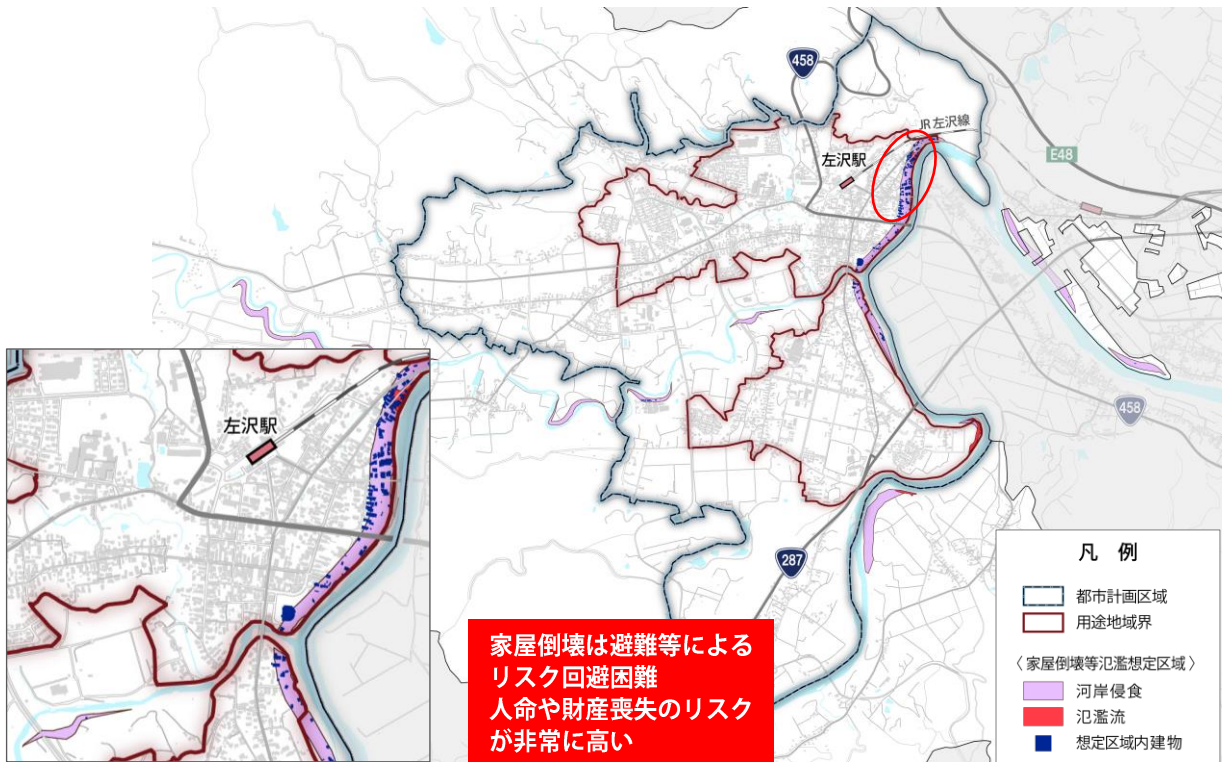 458
JR左沢線
左沢駅
E48
458
287
左沢駅
家屋倒壊は避難等による
リスク回避困難
人命や財産喪失のリスク
が非常に高い
凡 例
都市計画区域
用途地域界
〈 家屋倒壊等氾濫想定区域 〉
河岸侵食
氾濫流
想定区域内建物